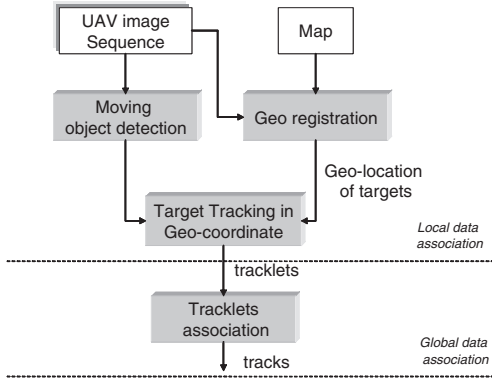 UAV image
Sequence
Map
Moving
object detection
Geo registration
Geo-location
of targets
Target Tracking in
Geo-coordinate
Local data
association
tracklets
Tracklets
association
Global data
association
tracks